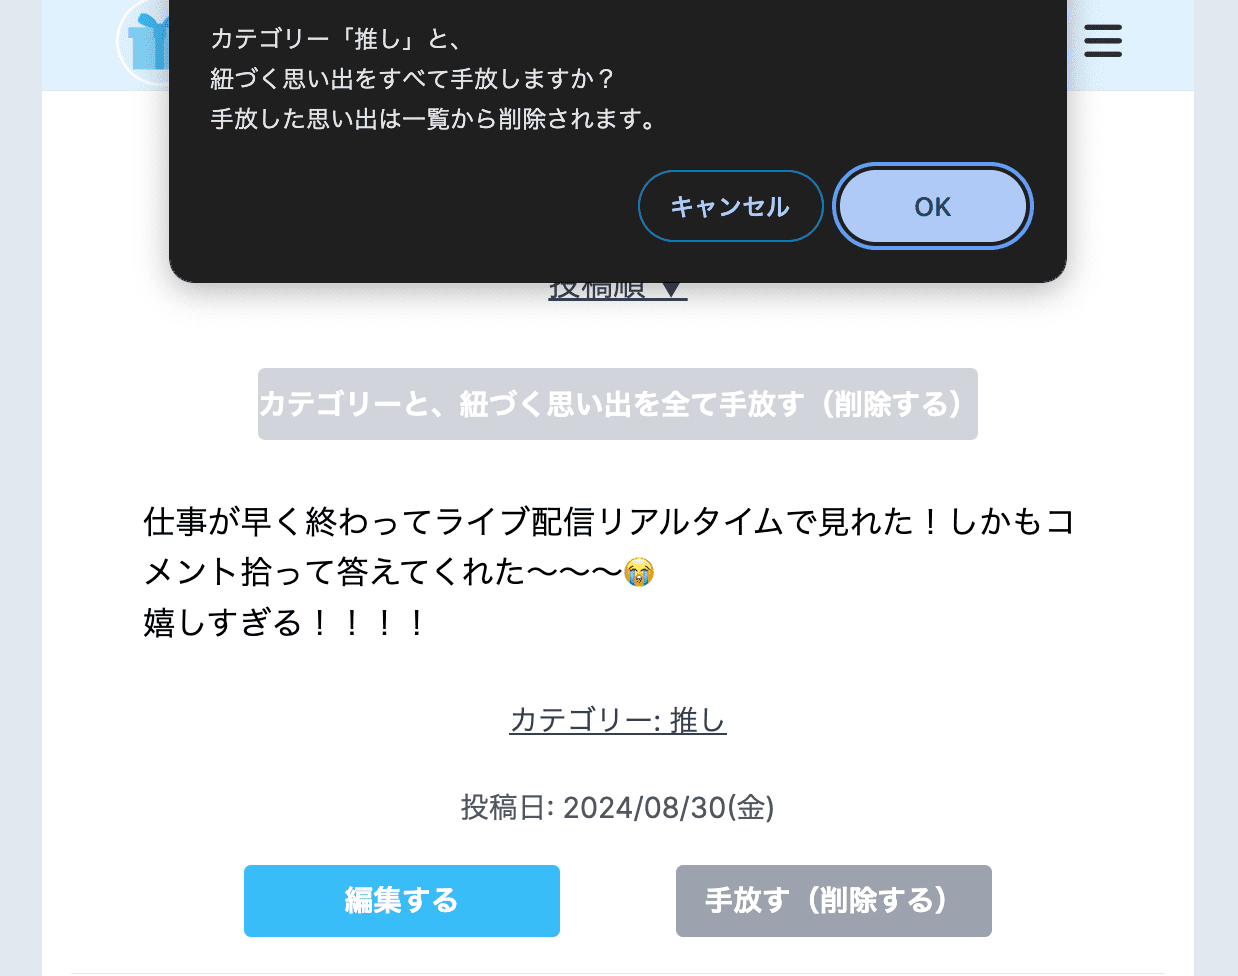 カテゴリー「推し」と、
紐づく思い出をすべて手放しますか？
手放した思い出は一覧から削除されます。
キャンセル
OK
投稿順 ▼
カテゴリーと、紐づく思い出を全て手放す（削除する）
仕事が早く終わってライブ配信リアルタイムで見れた！しかもコ
メント拾って答えてくれた〜〜〜😭
嬉しすぎる！！！！
カテゴリー: 推し
投稿日: 2024/08/30(金)
編集する
手放す（削除する）